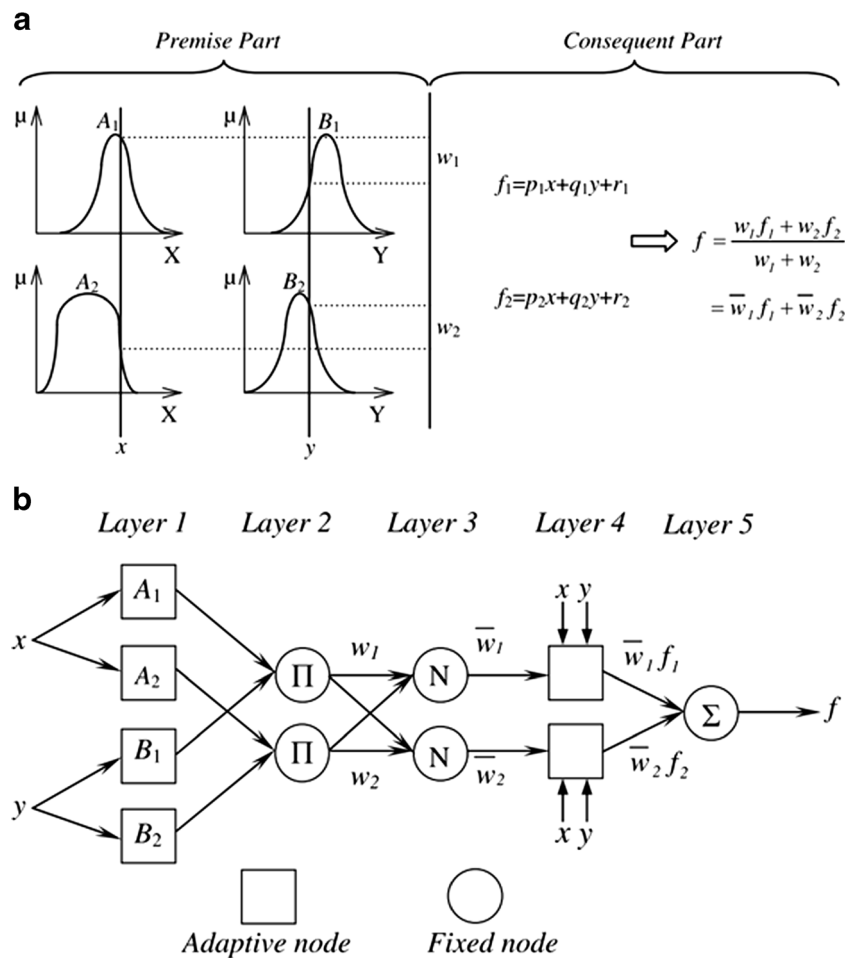 a
Premise Part Consequent Part
μ A₁ μ B₁
w₁
f₁=p₁x+q₁y+r₁
X Y
f = (w₁f₁ + w₂f₂) / (w₁ + w₂)
μ A₂ μ B₂
f₂=p₂x+q₂y+r₂
= w̅₁f₁ + w̅₂f₂
w₂
X Y
x y
b
Layer 1 Layer 2 Layer 3 Layer 4 Layer 5
A₁
x y
x
w₁ w̅₁ w̅₁f₁
A₂ Π N
Σ f
B₁ Π N
w₂ w̅₂ w̅₂f₂
y
B₂
x y
Adaptive node Fixed node